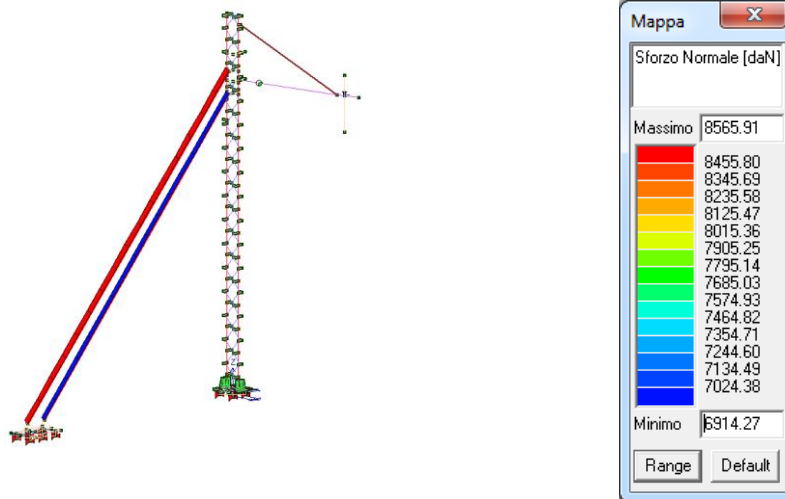 Mappa
Sforzo Normale [daN]
Massimo 8565.91
8455.80
8345.69
8235.58
8125.47
8015.36
7905.25
7795.14
7685.03
7574.93
7464.82
7354.71
7244.60
7134.49
7024.38
Minimo 6914.27
Range Default